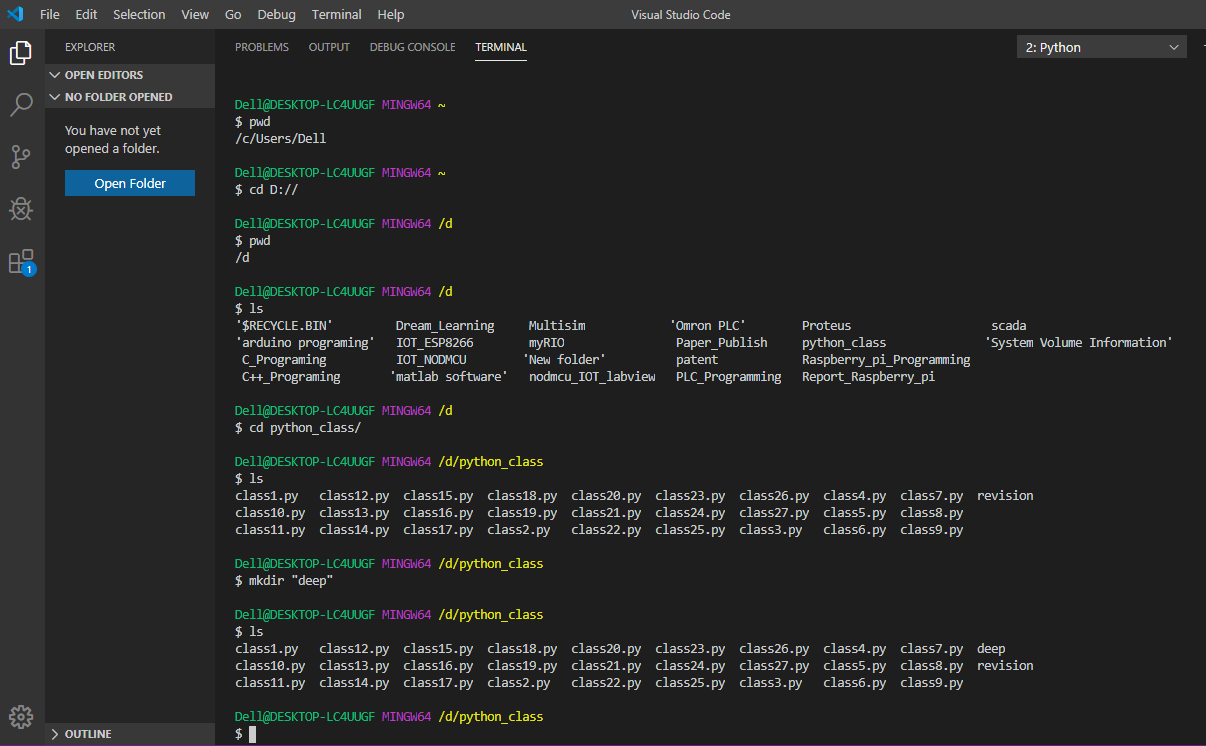 File Edit Selection View Go Debug Terminal Help Visual Studio Code
EXPLORER
OPEN EDITORS
NO FOLDER OPENED
You have not yet
opened a folder.
Open Folder
1
OUTLINE
PROBLEMS OUTPUT DEBUG CONSOLE TERMINAL 2: Python
Dell@DESKTOP-LC4UUGF MINGW64 ~
$ pwd
/c/Users/Dell
Dell@DESKTOP-LC4UUGF MINGW64 ~
$ cd D://
Dell@DESKTOP-LC4UUGF MINGW64 /d
$ pwd
/d
Dell@DESKTOP-LC4UUGF MINGW64 /d
$ ls
'$RECYCLE.BIN' Dream_Learning Multisim 'Omron PLC' Proteus scada
'arduino programing' IOT_ESP8266 myRIO Paper_Publish python_class 'System Volume Information'
C_Programing IOT_NODMCU 'New folder' patent Raspberry_pi_Programming
C++_Programing 'matlab software' nodmcu_IOT_labview PLC_Programming Report_Raspberry_pi
Dell@DESKTOP-LC4UUGF MINGW64 /d
$ cd python_class/
Dell@DESKTOP-LC4UUGF MINGW64 /d/python_class
$ ls
class1.py class12.py class15.py class18.py class20.py class23.py class26.py class4.py class7.py revision
class10.py class13.py class16.py class19.py class21.py class24.py class27.py class5.py class8.py
class11.py class14.py class17.py class2.py class22.py class25.py class3.py class6.py class9.py
Dell@DESKTOP-LC4UUGF MINGW64 /d/python_class
$ mkdir "deep"
Dell@DESKTOP-LC4UUGF MINGW64 /d/python_class
$ ls
class1.py class12.py class15.py class18.py class20.py class23.py class26.py class4.py class7.py deep
class10.py class13.py class16.py class19.py class21.py class24.py class27.py class5.py class8.py revision
class11.py class14.py class17.py class2.py class22.py class25.py class3.py class6.py class9.py
Dell@DESKTOP-LC4UUGF MINGW64 /d/python_class
$